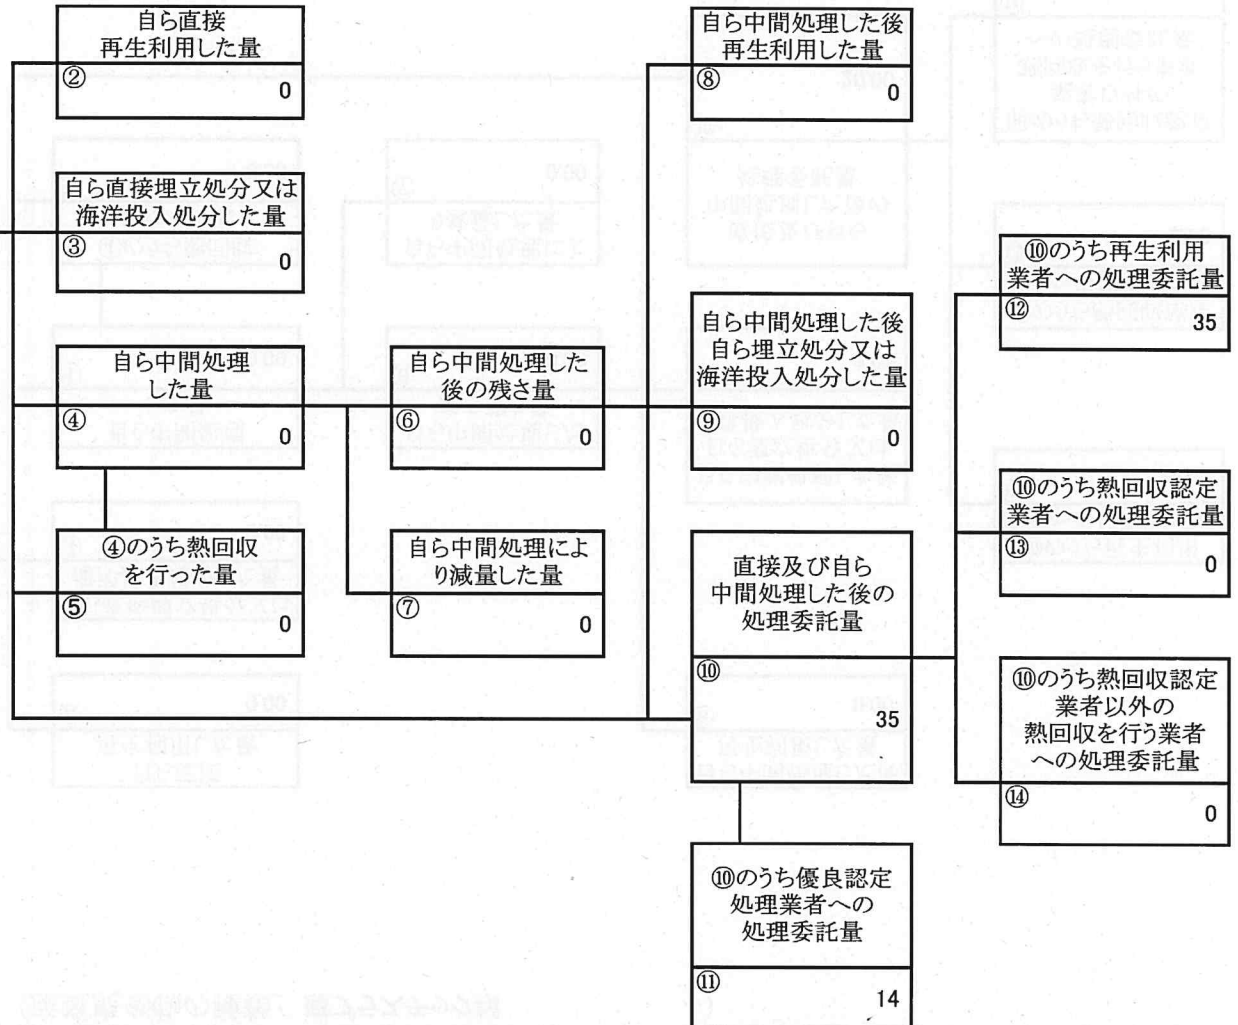 自ら直接
再生利用した量
②
0
自ら直接埋立処分又は
海洋投入処分した量
③
0
自ら中間処理
した量
④
0
④のうち熱回収
を行った量
⑤
0
自ら中間処理した
後の残さ量
⑥
0
自ら中間処理によ
り減量した量
⑦
0
自ら中間処理した後
再生利用した量
⑧
0
自ら中間処理した後
自ら埋立処分又は
海洋投入処分した量
⑨
0
直接及び自ら
中間処理した後の
処理委託量
⑩
35
⑩のうち優良認定
処理業者への
処理委託量
⑪
14
⑩のうち再生利用
業者への処理委託量
⑫
35
⑩のうち熱回収認定
業者への処理委託量
⑬
0
⑩のうち熱回収認定
業者以外の
熱回収を行う業者
への処理委託量
⑭
0